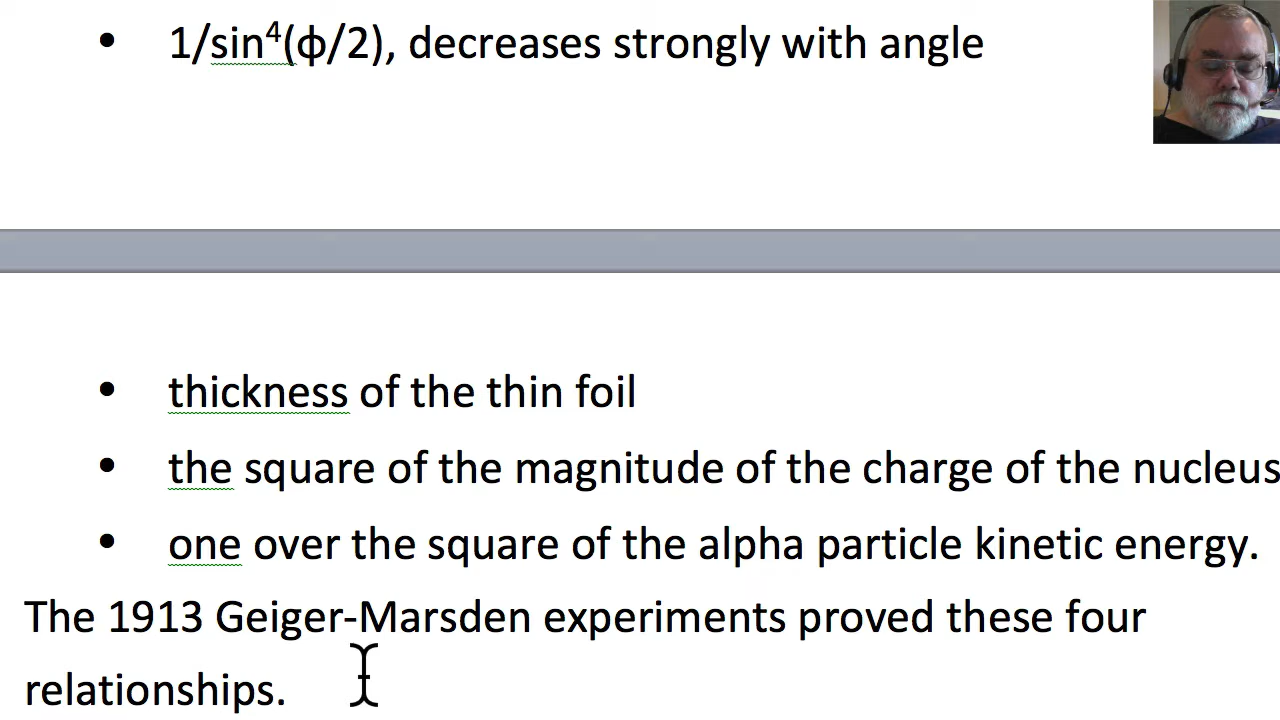 • 1/sin⁴(ϕ/2), decreases strongly with angle
• thickness of the thin foil
• the square of the magnitude of the charge of the nucleus
• one over the square of the alpha particle kinetic energy.
The 1913 Geiger-Marsden experiments proved these four
relationships.